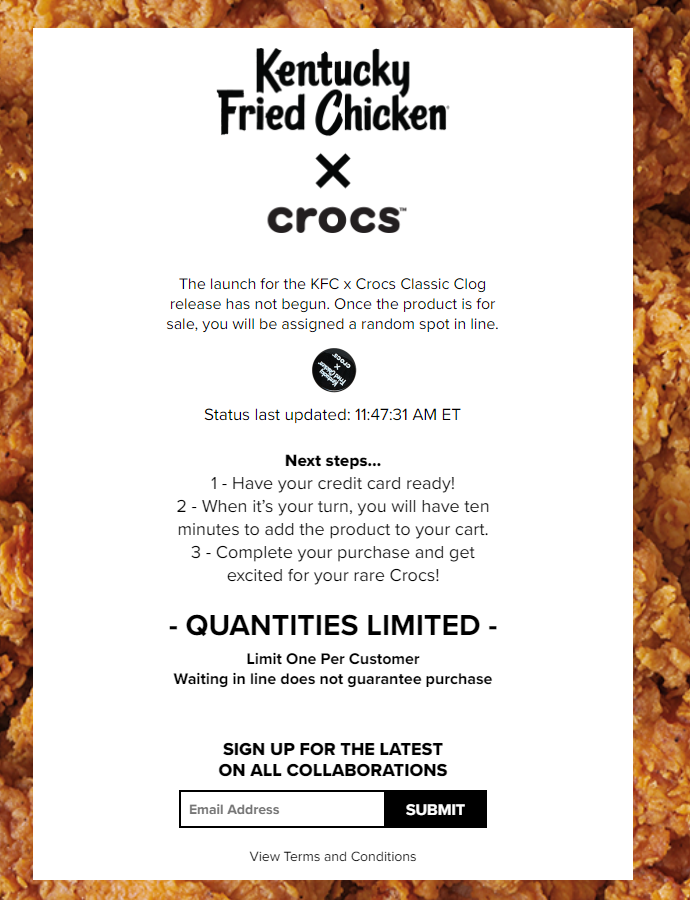 Kentucky
Fried Chicken
X
crocs™
The launch for the KFC x Crocs Classic Clog
release has not begun. Once the product is for
sale, you will be assigned a random spot in line.
Kentucky
Fried Chicken
X
crocs
Status last updated: 11:47:31 AM ET
Next steps...
1 - Have your credit card ready!
2 - When it’s your turn, you will have ten
minutes to add the product to your cart.
3 - Complete your purchase and get
excited for your rare Crocs!
- QUANTITIES LIMITED -
Limit One Per Customer
Waiting in line does not guarantee purchase
SIGN UP FOR THE LATEST
ON ALL COLLABORATIONS
Email Address SUBMIT
View Terms and Conditions